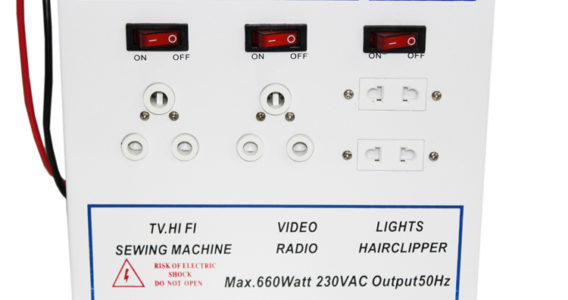 ON OFF ON OFF ON OFF
TV.HI FI VIDEO LIGHTS
SEWING MACHINE RADIO HAIRCLIPPER
RISK OF ELECTRIC
SHOCK
DO NOT OPEN
Max.660Watt 230VAC Output50Hz